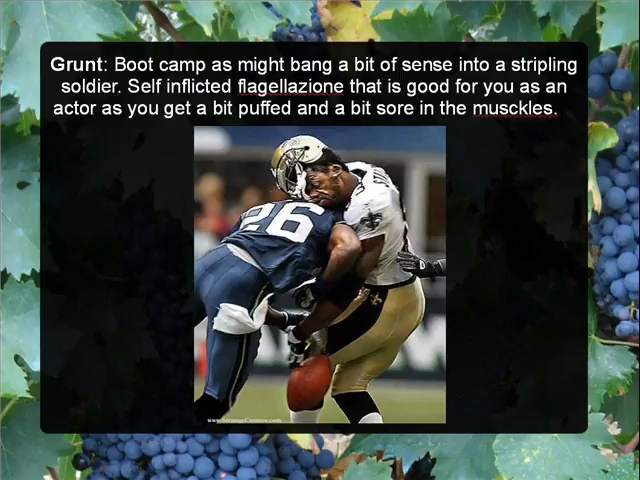 Grunt: Boot camp as might bang a bit of sense into a stripling
soldier. Self inflicted flagellazione that is good for you as an
actor as you get a bit puffed and a bit sore in the musckles.
26